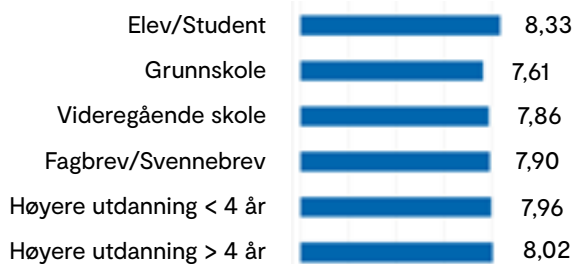 Elev/Student 8,33
Grunnskole 7,61
Videregående skole 7,86
Fagbrev/Svennebrev 7,90
Høyere utdanning < 4 år 7,96
Høyere utdanning > 4 år 8,02